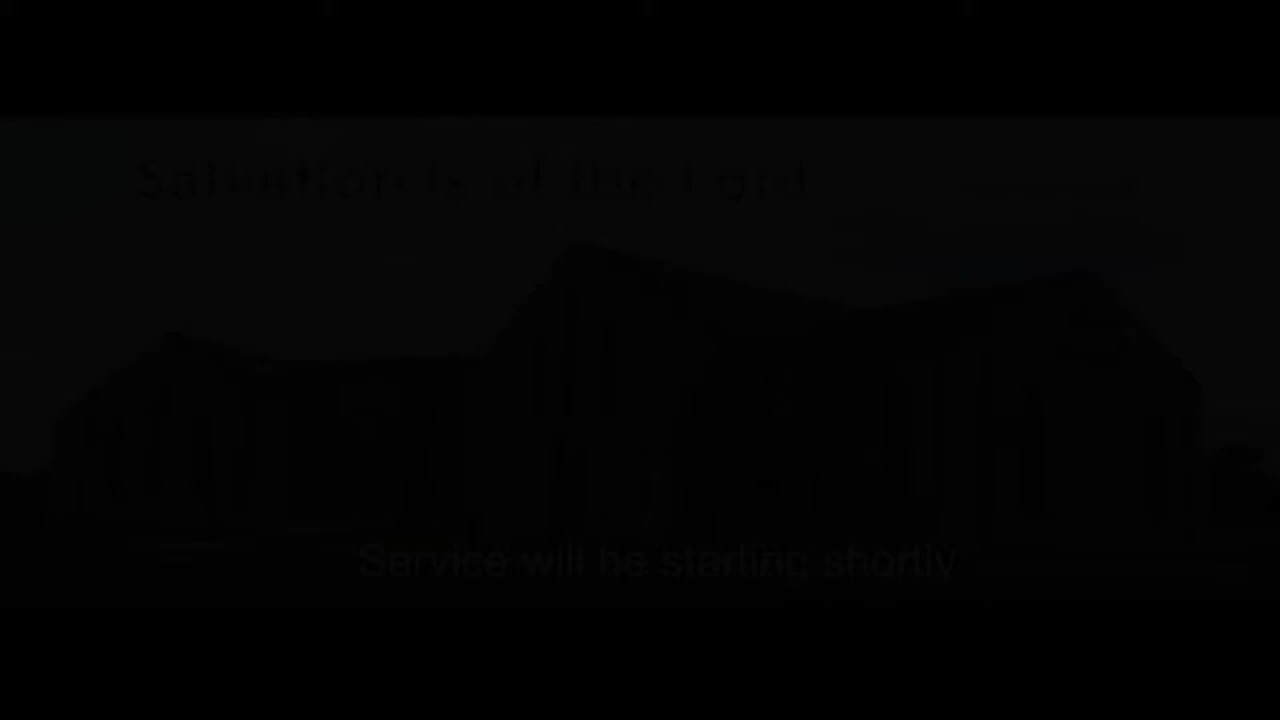 Salvation is of the Lord
Service will be starting shortly